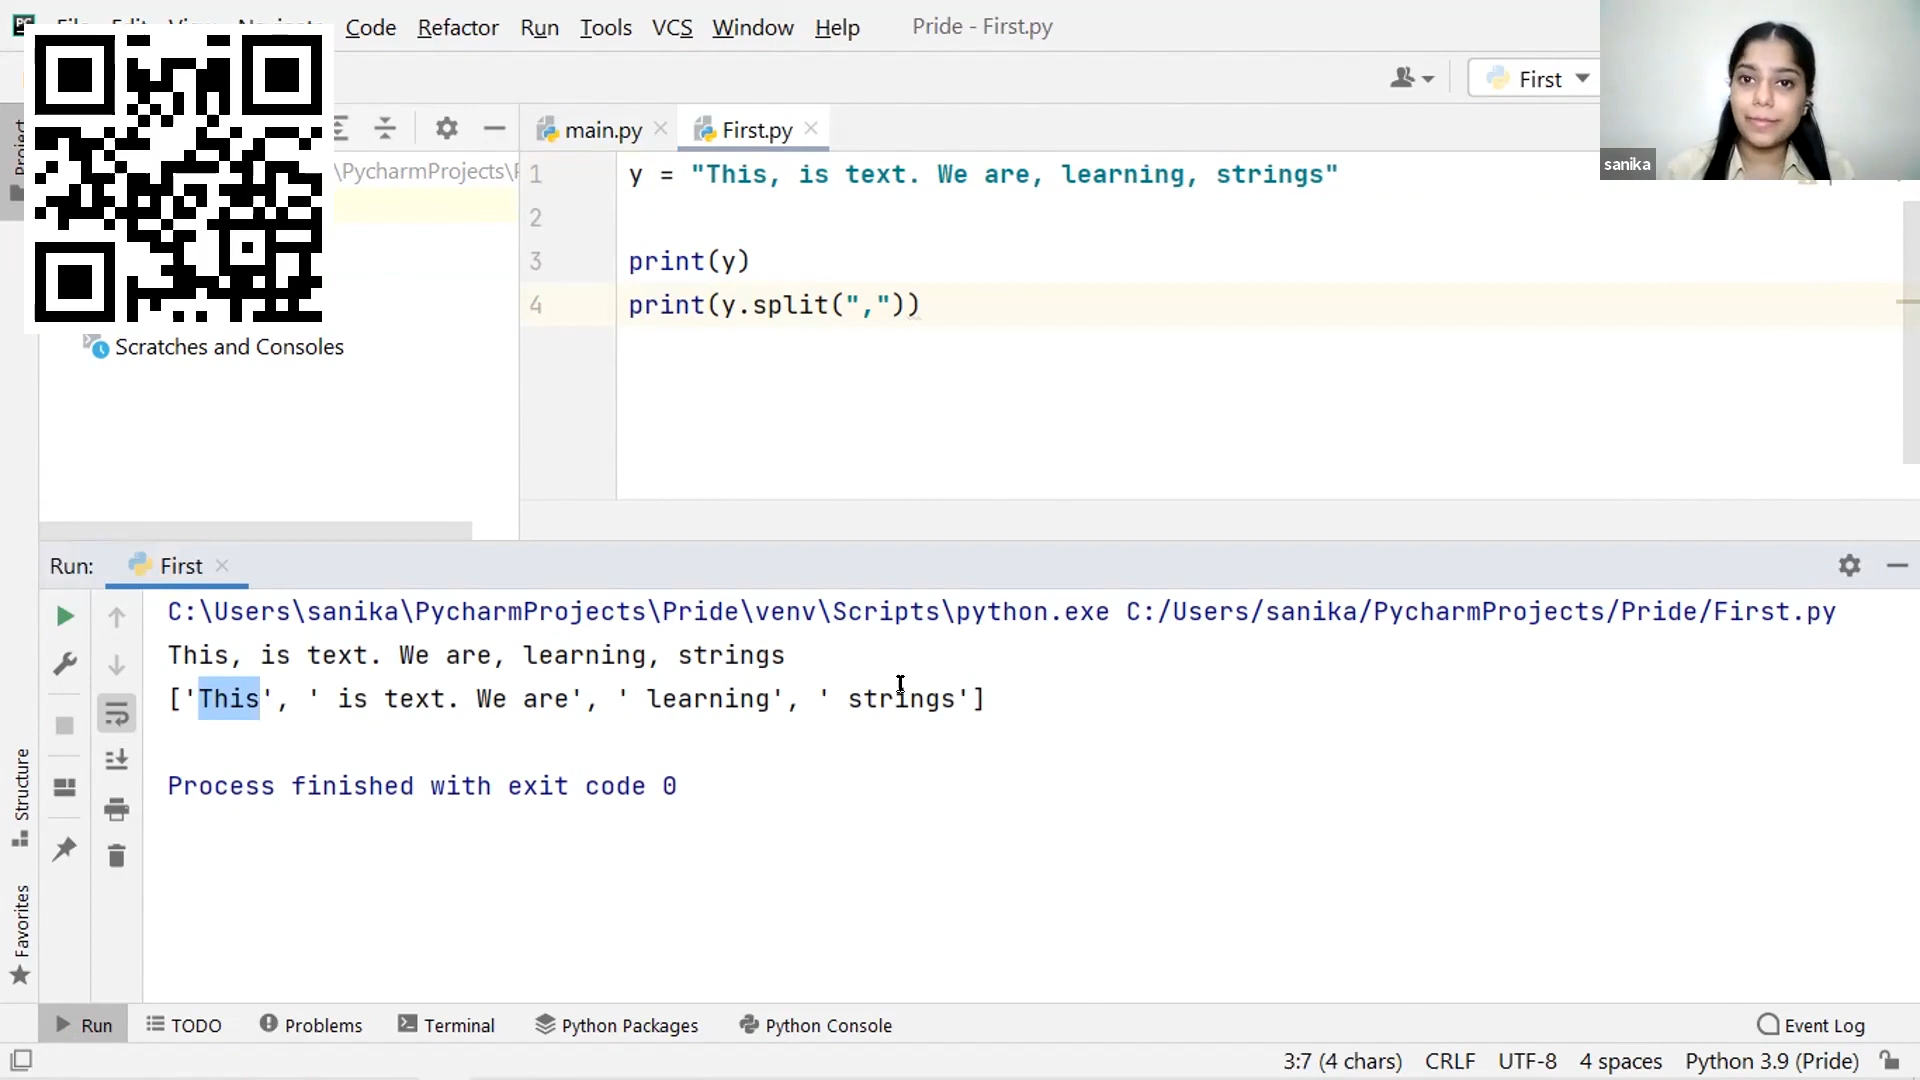 Code Refactor Run Tools VCS Window Help Pride - First.py
First
sanika
Project
\PycharmProjects\
main.py First.py
1 y = "This, is text. We are, learning, strings"
2
3 print(y)
4 print(y.split(","))
Scratches and Consoles
Run: First
C:\Users\sanika\PycharmProjects\Pride\venv\Scripts\python.exe C:/Users/sanika/PycharmProjects/Pride/First.py
This, is text. We are, learning, strings
['This', ' is text. We are', ' learning', ' strings']
Process finished with exit code 0
Structure
Favorites
Run TODO Problems Terminal Python Packages Python Console Event Log
3:7 (4 chars) CRLF UTF-8 4 spaces Python 3.9 (Pride)